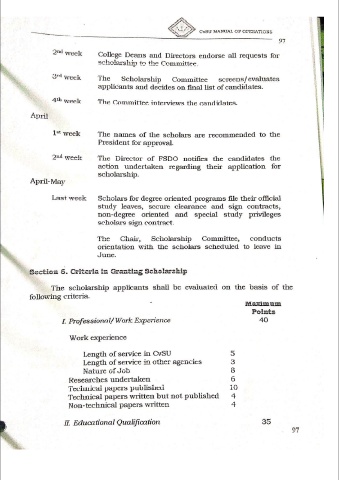 CvSU MANUAL OF OPERATIONS
97
2nd week College Deans and Directors endorse all requests for
scholarship to the Committee.
3rd week The Scholarship Committee screens/evaluates
applicants and decides on final list of candidates.
4th week The Committee interviews the candidates.
April
1st week The names of the scholars are recommended to the
President for approval.
2nd week The Director of PSDO notifies the candidates the
action undertaken regarding their application for
scholarship.
April-May
Last week Scholars for degree oriented programs file their official
study leaves, secure clearance and sign contracts,
non-degree oriented and special study privileges
scholars sign contract.
The Chair, Scholarship Committee, conducts
orientation with the scholars scheduled to leave in
June.
Section 6. Criteria in Granting Scholarship
The scholarship applicants shall be evaluated on the basis of the
following criteria.
Maximum
Points
I. Professional/Work Experience 40
Work experience
Length of service in CvSU 5
Length of service in other agencies 3
Nature of Job 8
Researches undertaken 6
Technical papers published 10
Technical papers written but not published 4
Non-technical papers written 4
II. Educational Qualification 35
97